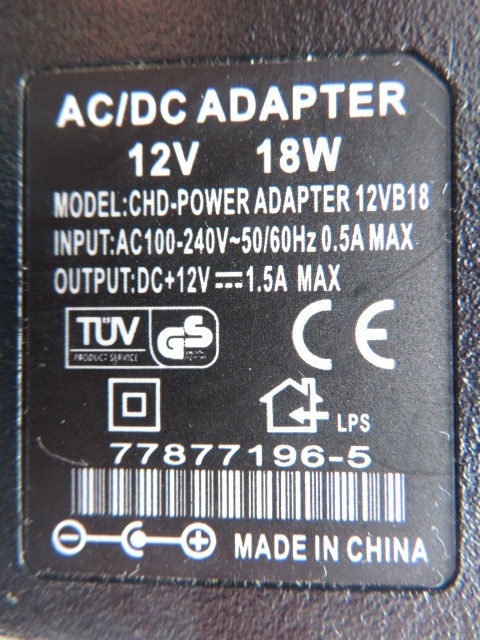 AC/DC ADAPTER
12V 18W
MODEL:CHD-POWER ADAPTER 12VB18
INPUT:AC100-240V~50/60Hz 0.5A MAX
OUTPUT:DC+12V⎓1.5A MAX
TÜV
PRODUCT SERVICE
GS
CE
LPS
77877196-5
MADE IN CHINA